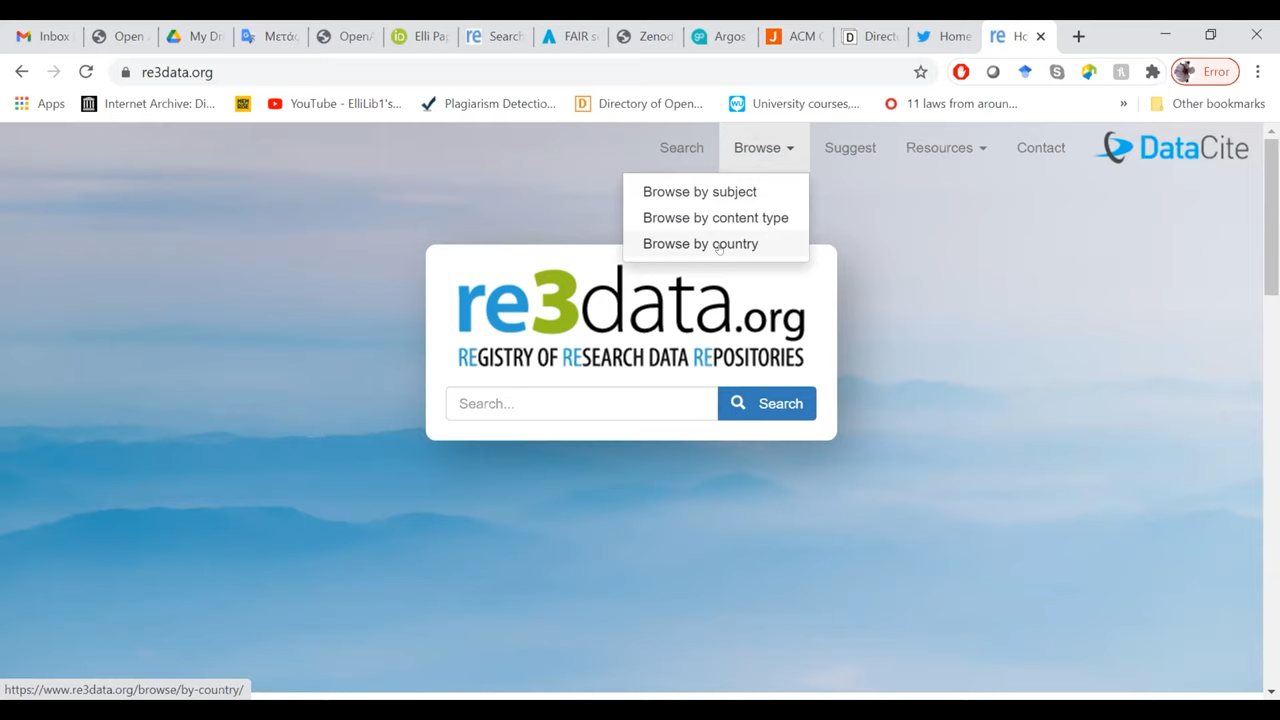 Inbox
Open
My Dr
Μετάφ
OpenA
Elli Pa
Search
FAIR s
Zenod
Argos
ACM C
Direct
Home
Hc
re3data.org
Error
Apps
Internet Archive: Di...
YouTube - ElliLib1's...
Plagiarism Detectio...
Directory of Open...
University courses,...
11 laws from aroun...
»
Other bookmarks
Search
Browse
Suggest
Resources
Contact
DataCite
Browse by subject
Browse by content type
Browse by country
re3data.org
REGISTRY OF RESEARCH DATA REPOSITORIES
Search...
Search
https://www.re3data.org/browse/by-country/